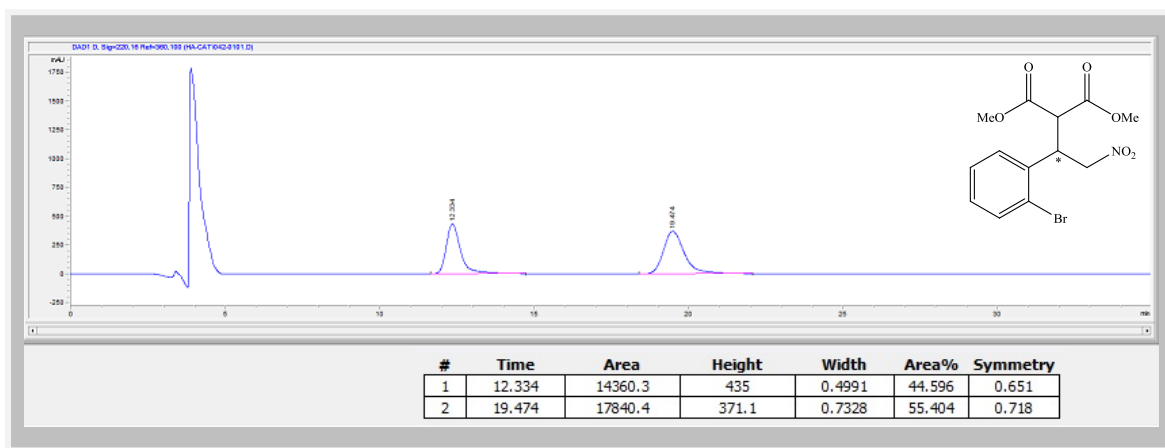 DAD1 D, Sig=220,16 Ref=360,100 (HA-CAT\042-0101.D)
mAU
1750
1500
1250
1000
750
500
250
0
-250
12.334
19.474
0 5 10 15 20 25 30 min
O O
MeO OMe
* NO2
Br
# Time Area Height Width Area% Symmetry
1 12.334 14360.3 435 0.4991 44.596 0.651
2 19.474 17840.4 371.1 0.7328 55.404 0.718